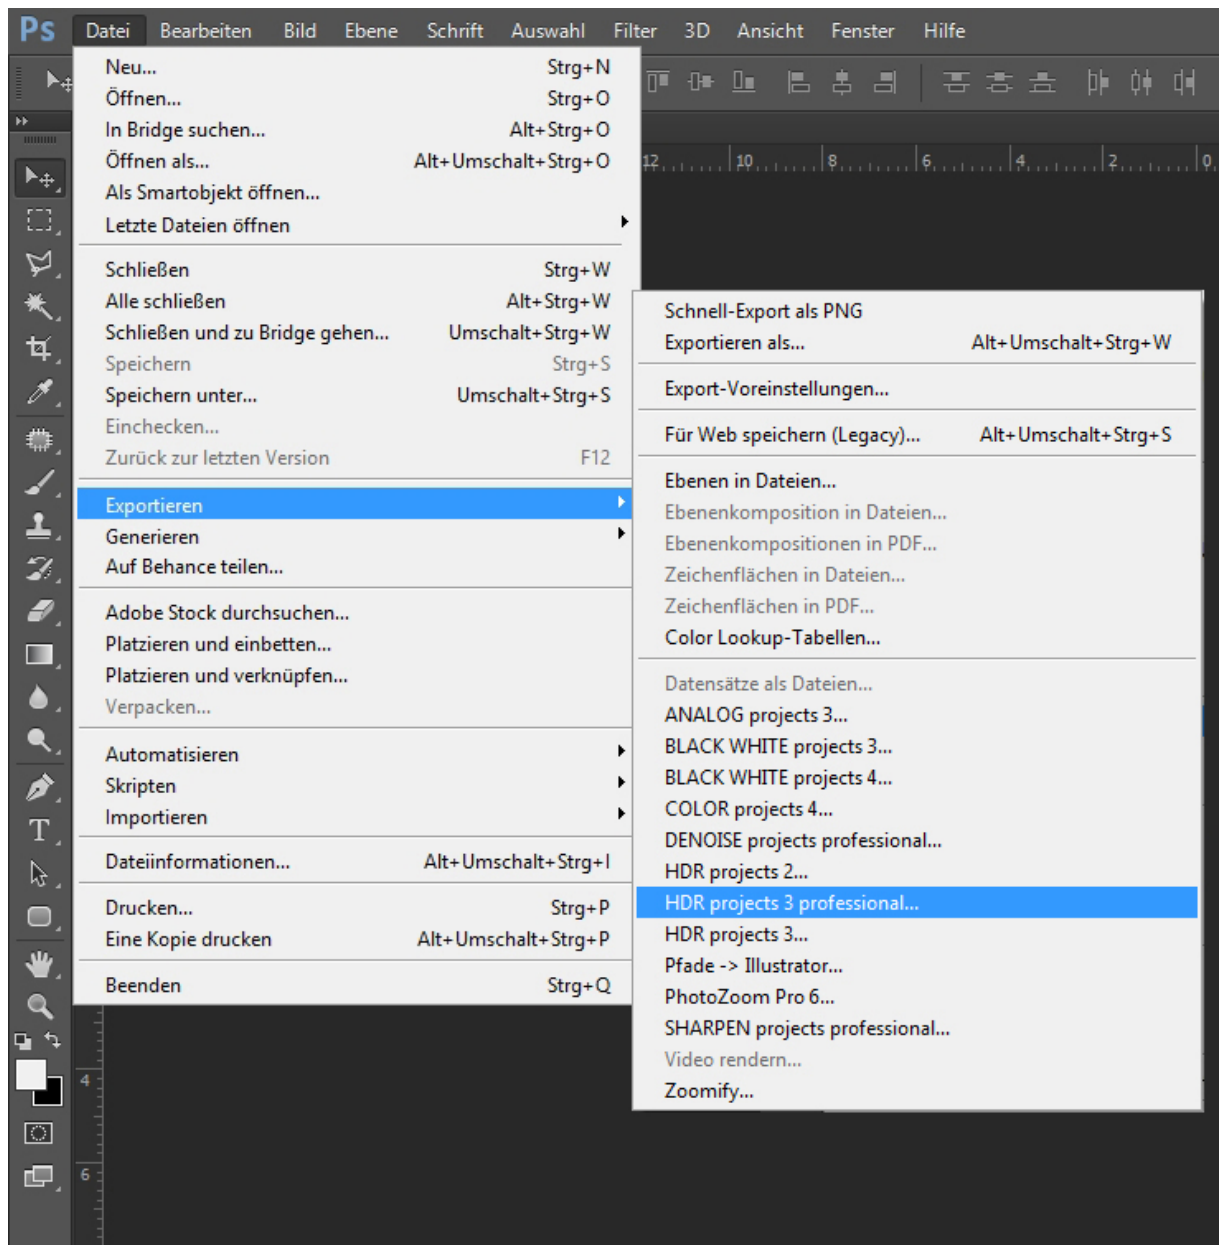 Ps Datei Bearbeiten Bild Ebene Schrift Auswahl Filter 3D Ansicht Fenster Hilfe
Neu... Strg+N
Öffnen... Strg+O
In Bridge suchen... Alt+Strg+O
Öffnen als... Alt+Umschalt+Strg+O
Als Smartobjekt öffnen...
Letzte Dateien öffnen
Schließen Strg+W
Alle schließen Alt+Strg+W
Schließen und zu Bridge gehen... Umschalt+Strg+W
Speichern Strg+S
Speichern unter... Umschalt+Strg+S
Einchecken...
Zurück zur letzten Version F12
Exportieren
Generieren
Auf Behance teilen...
Adobe Stock durchsuchen...
Platzieren und einbetten...
Platzieren und verknüpfen...
Verpacken...
Automatisieren
Skripten
Importieren
Dateiinformationen... Alt+Umschalt+Strg+I
Drucken... Strg+P
Eine Kopie drucken Alt+Umschalt+Strg+P
Beenden Strg+Q
12 10 8 6 4 2 0
Schnell-Export als PNG
Exportieren als... Alt+Umschalt+Strg+W
Export-Voreinstellungen...
Für Web speichern (Legacy)... Alt+Umschalt+Strg+S
Ebenen in Dateien...
Ebenenkomposition in Dateien...
Ebenenkompositionen in PDF...
Zeichenflächen in Dateien...
Zeichenflächen in PDF...
Color Lookup-Tabellen...
Datensätze als Dateien...
ANALOG projects 3...
BLACK WHITE projects 3...
BLACK WHITE projects 4...
COLOR projects 4...
DENOISE projects professional...
HDR projects 2...
HDR projects 3 professional...
HDR projects 3...
Pfade -> Illustrator...
PhotoZoom Pro 6...
SHARPEN projects professional...
Video rendern...
Zoomify...
4
6